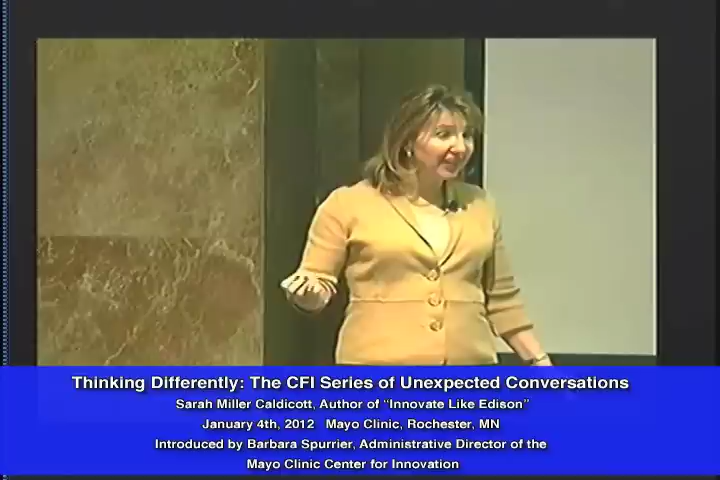 Thinking Differently: The CFI Series of Unexpected Conversations
Sarah Miller Caldicott, Author of "Innovate Like Edison"
January 4th, 2012 Mayo Clinic, Rochester, MN
Introduced by Barbara Spurrier, Administrative Director of the
Mayo Clinic Center for Innovation